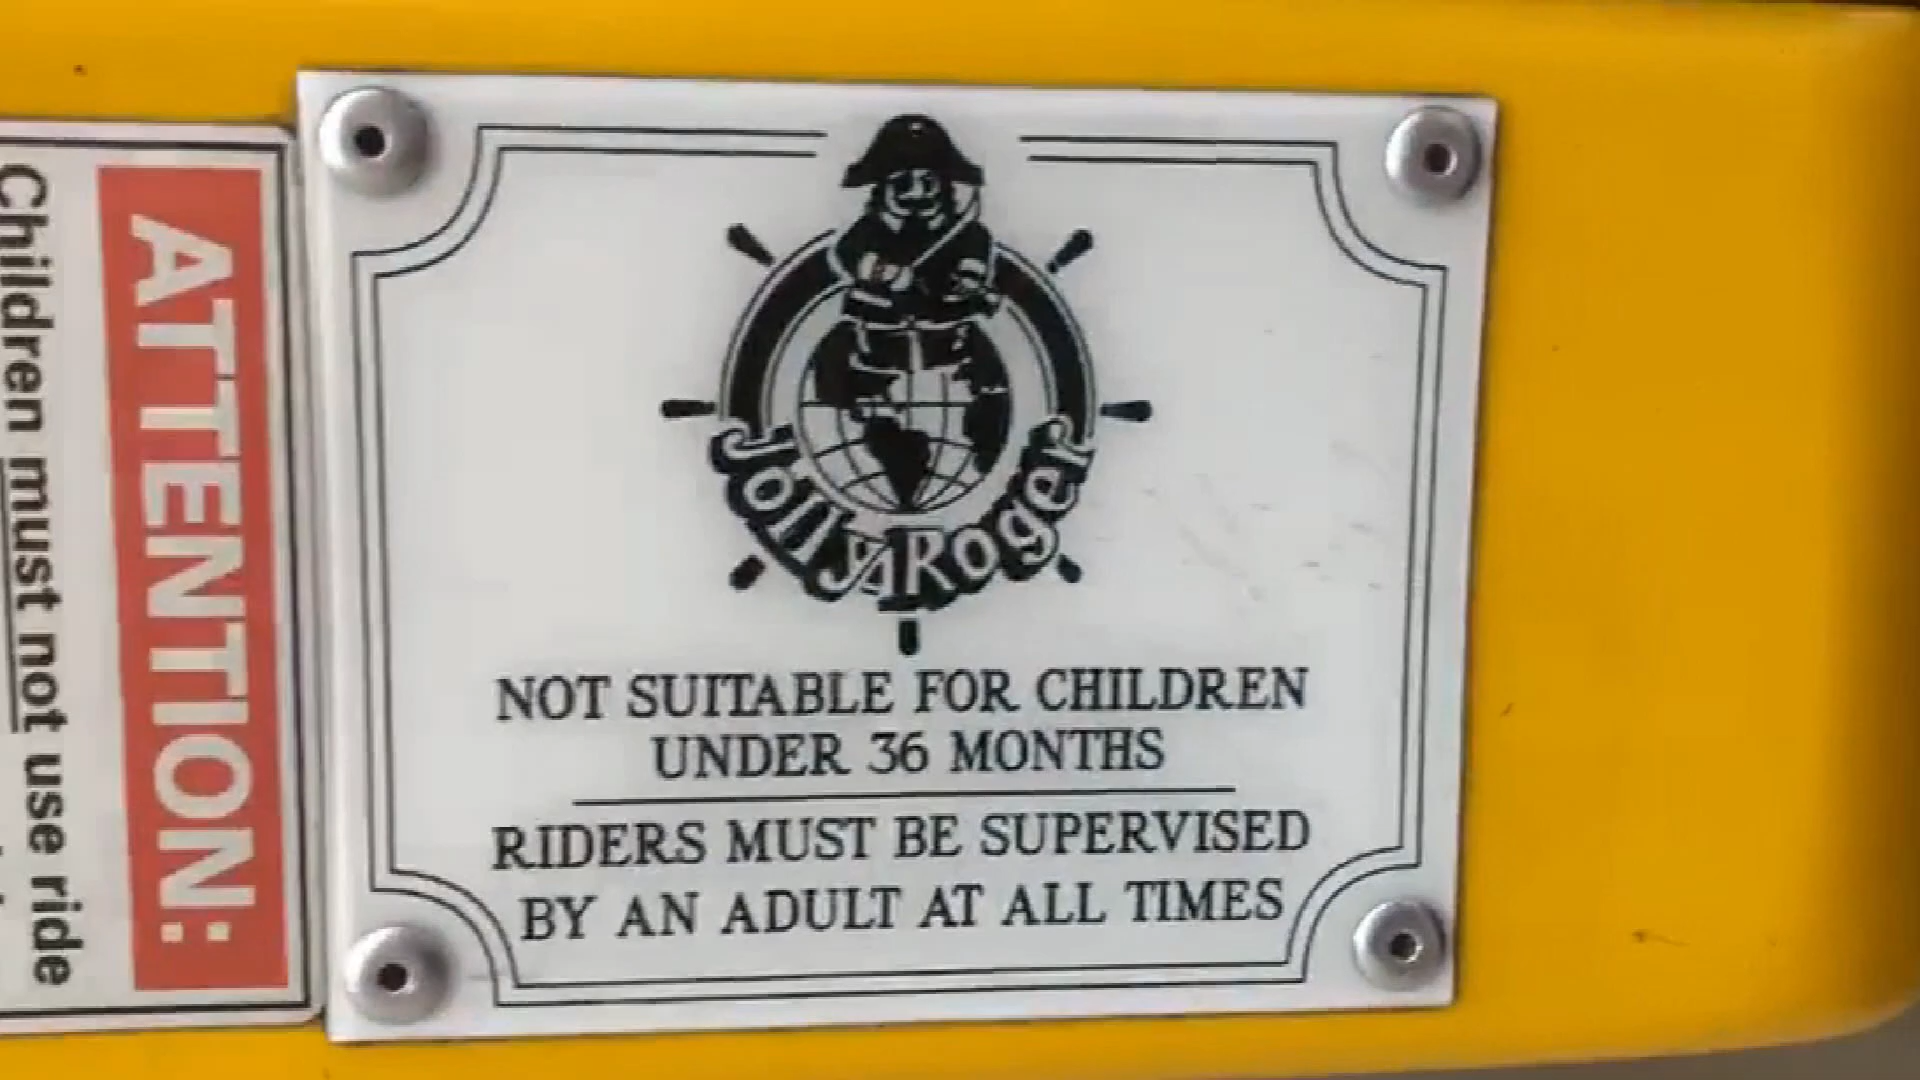 ATTENTION:
Children must not use ride
Jolly Roger
NOT SUITABLE FOR CHILDREN
UNDER 36 MONTHS
RIDERS MUST BE SUPERVISED
BY AN ADULT AT ALL TIMES